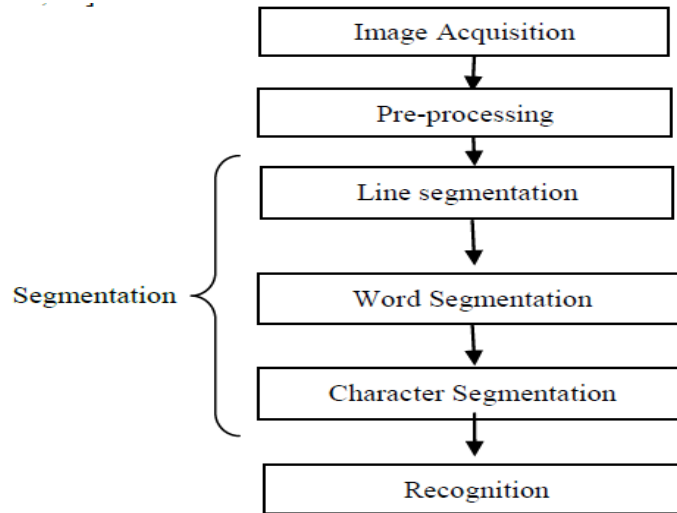 Image Acquisition
Pre-processing
Line segmentation
Segmentation
Word Segmentation
Character Segmentation
Recognition